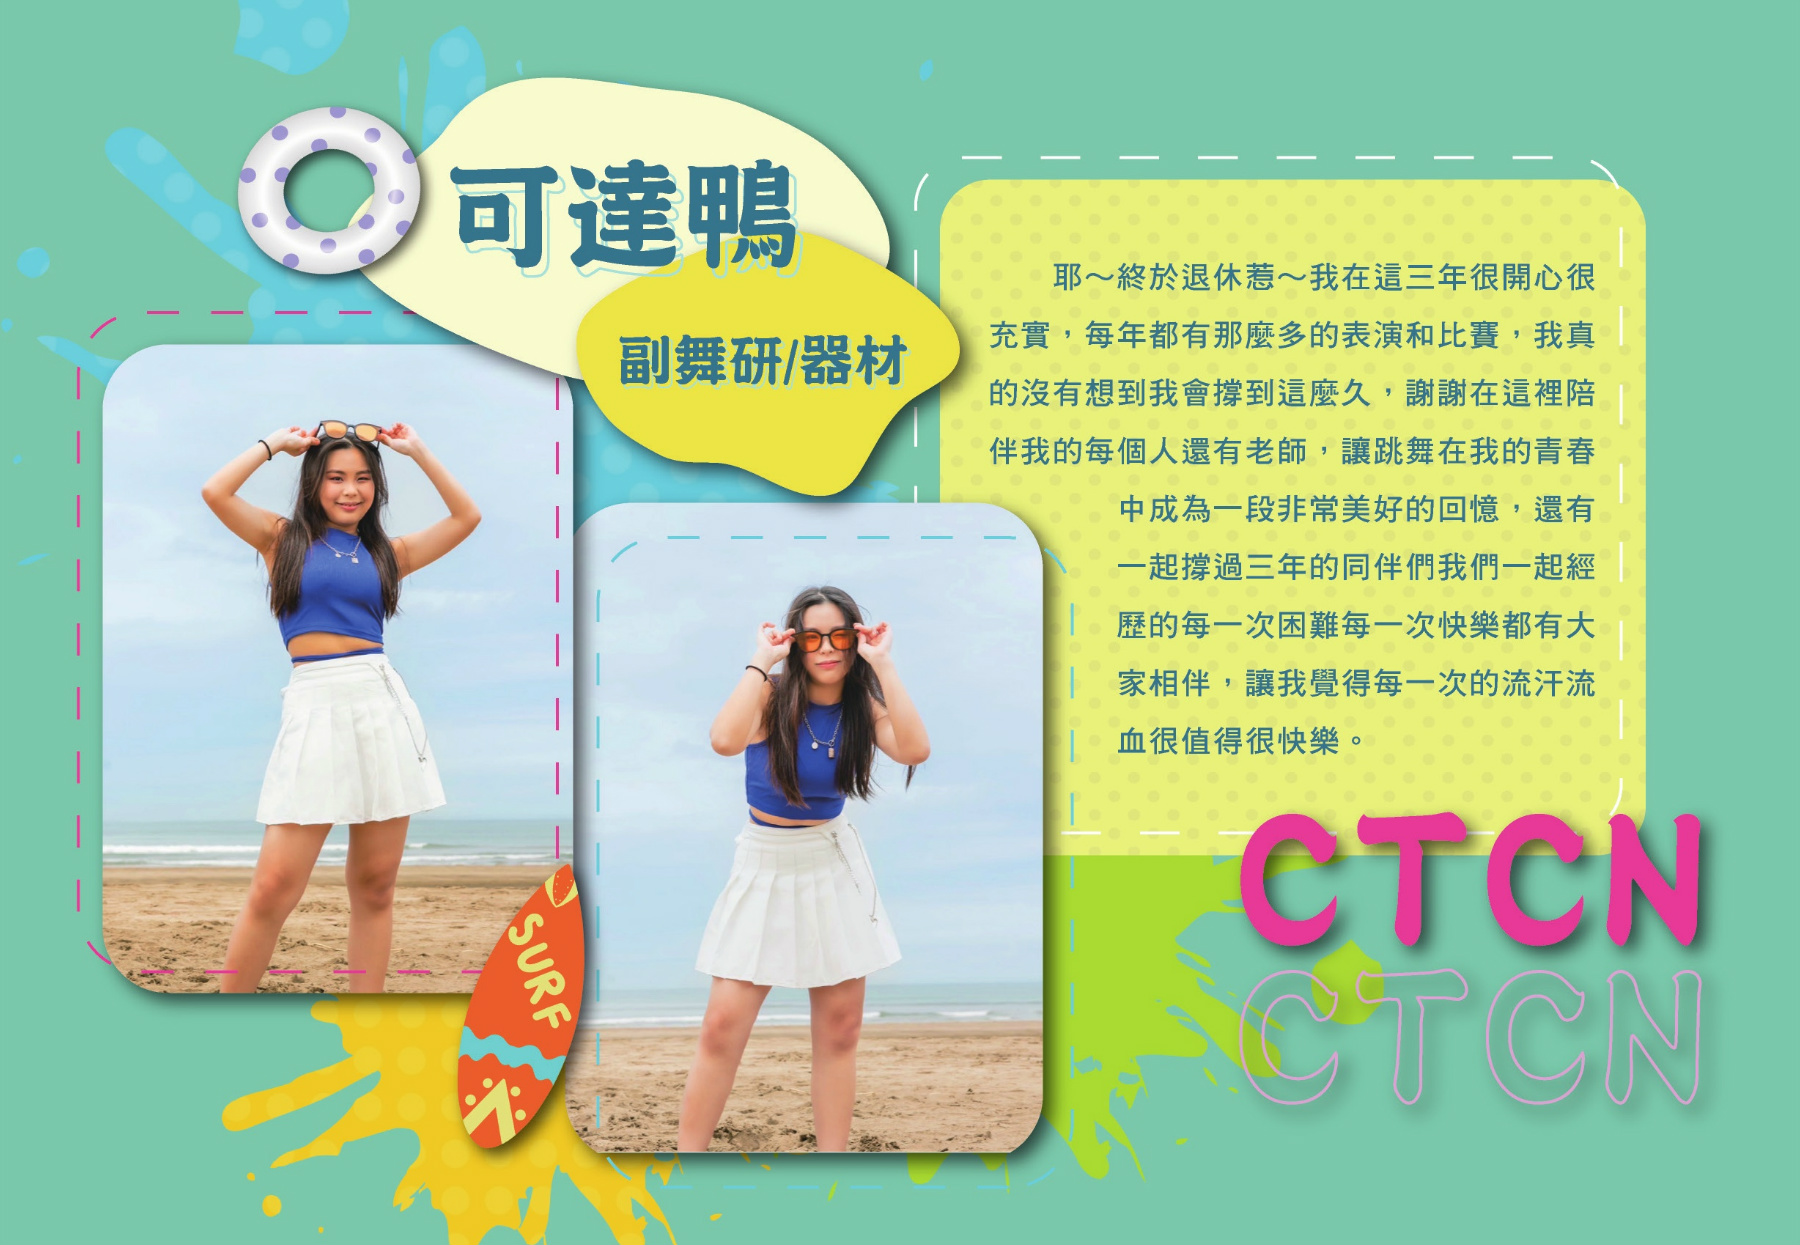 可達鴨
副舞研/器材
耶～終於退休惹～我在這三年很開心很
充實，每年都有那麼多的表演和比賽，我真
的沒有想到我會撐到這麼久，謝謝在這裡陪
伴我的每個人還有老師，讓跳舞在我的青春
中成為一段非常美好的回憶，還有
一起撐過三年的同伴們我們一起經
歷的每一次困難每一次快樂都有大
家相伴，讓我覺得每一次的流汗流
血很值得很快樂。
SURF
CTCN
CTCN